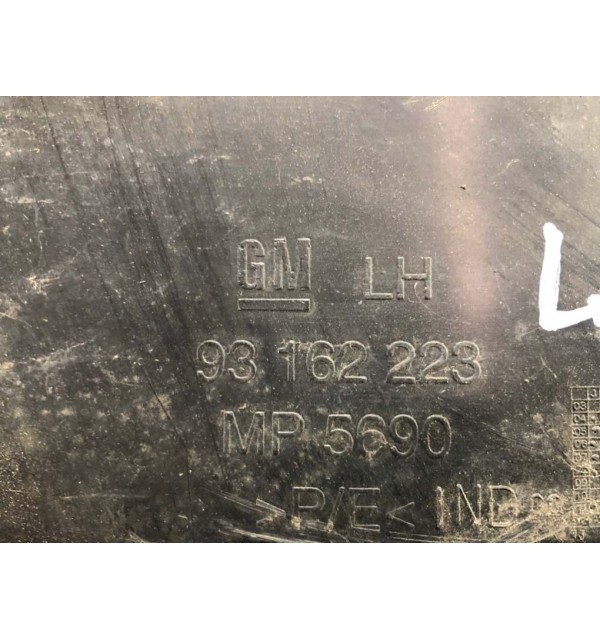 GM LH
93 162 223
MP 5690
>P/E< IND